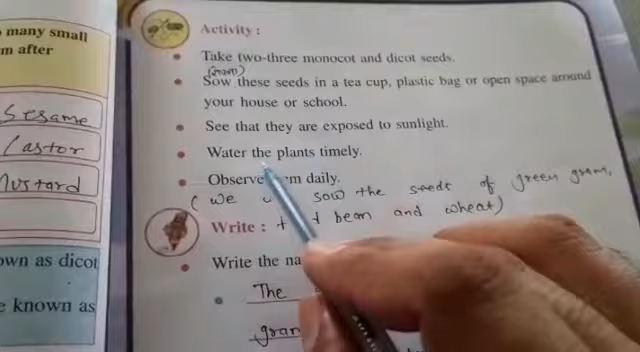 many small
m after
Sesame
Castor
Mustard
own as dicot
e known as
Activity :
Take two-three monocot and dicot seeds.
Sow these seeds in a tea cup, plastic bag or open space around
your house or school.
See that they are exposed to sunlight.
Water the plants timely.
Observe daily.
(we sow the seeds of green gram,
bean and wheat)
Write :
Write the na
The
gran